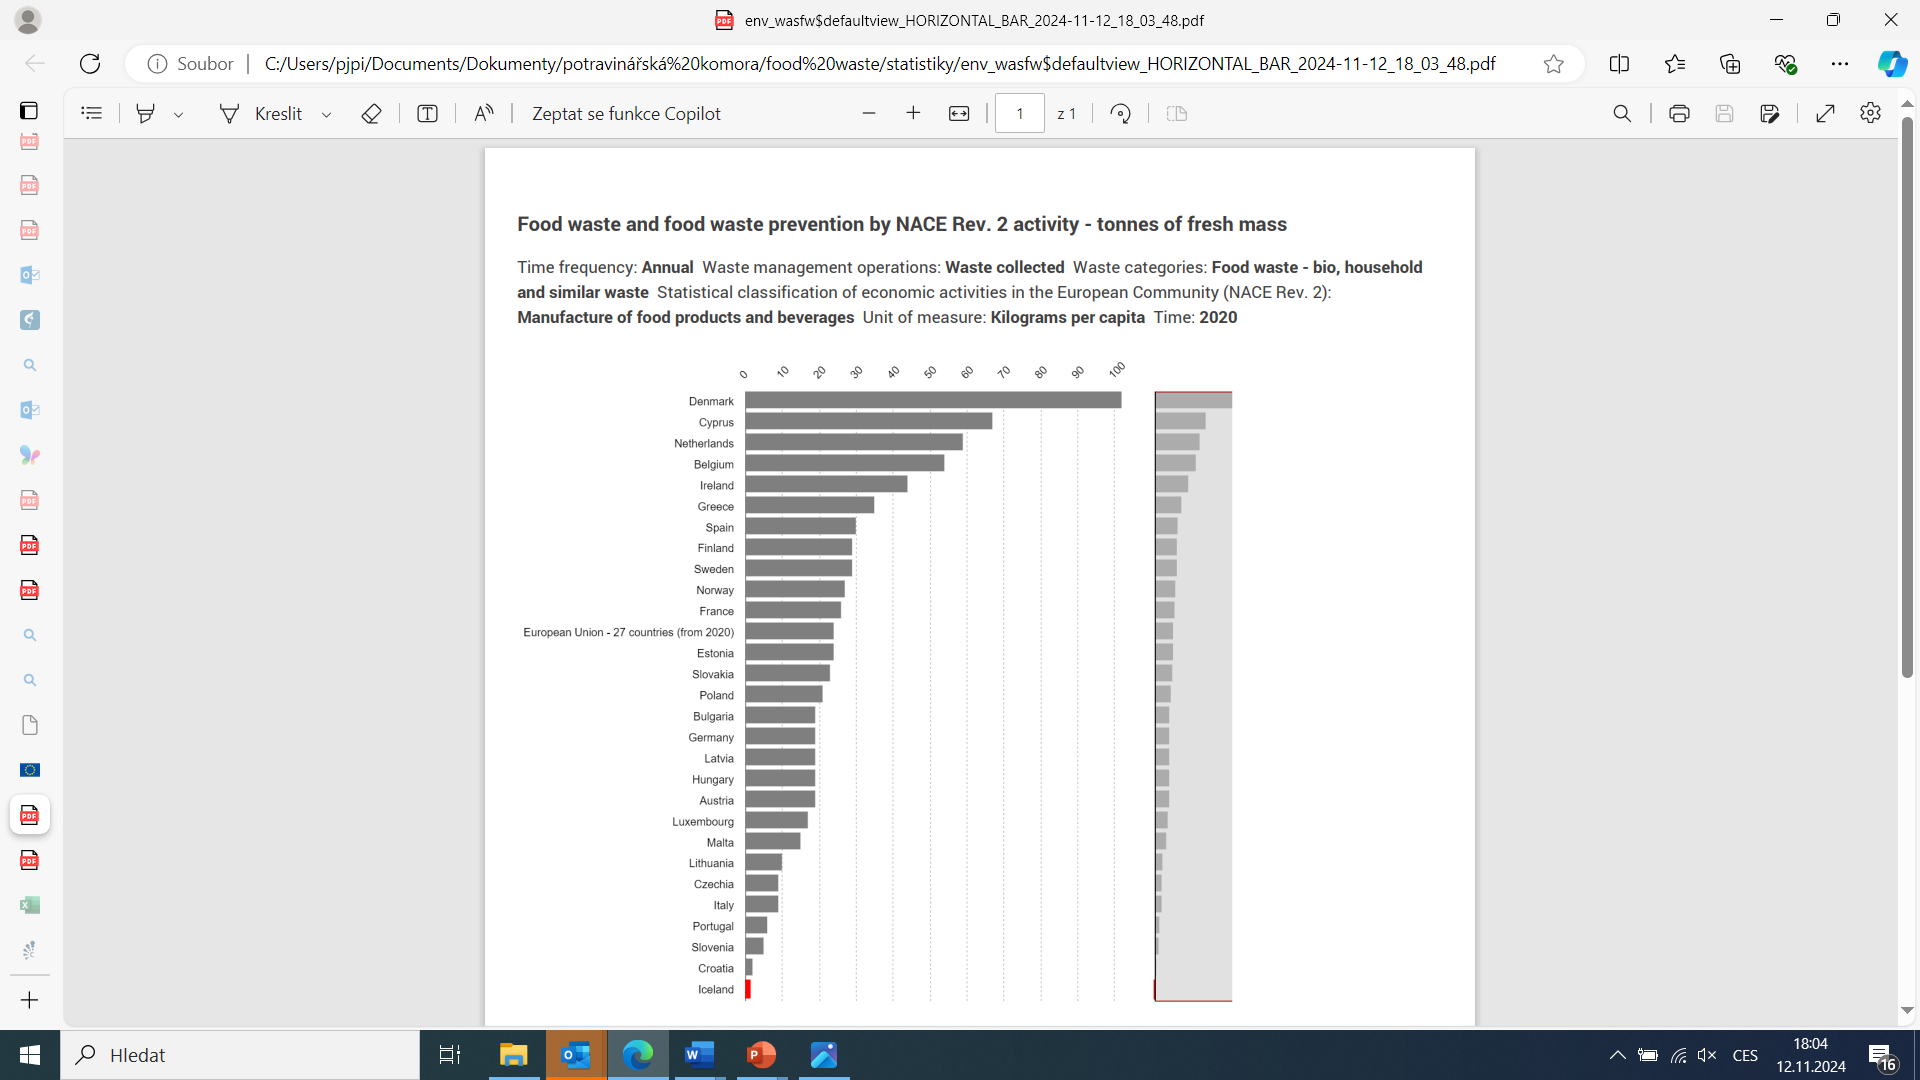 env_wasfw$defaultview_HORIZONTAL_BAR_2024-11-12_18_03_48.pdf
Soubor
C:/Users/pjpi/Documents/Dokumenty/potravinářská%20komora/food%20waste/statistiky/env_wasfw$defaultview_HORIZONTAL_BAR_2024-11-12_18_03_48.pdf
Kreslit
Zeptat se funkce Copilot
1
z 1
Food waste and food waste prevention by NACE Rev. 2 activity - tonnes of fresh mass
Time frequency: Annual Waste management operations: Waste collected Waste categories: Food waste - bio, household
and similar waste Statistical classification of economic activities in the European Community (NACE Rev. 2):
Manufacture of food products and beverages Unit of measure: Kilograms per capita Time: 2020
0 10 20 30 40 50 60 70 80 90 100
Denmark
Cyprus
Netherlands
Belgium
Ireland
Greece
Spain
Finland
Sweden
Norway
France
European Union - 27 countries (from 2020)
Estonia
Slovakia
Poland
Bulgaria
Germany
Latvia
Hungary
Austria
Luxembourg
Malta
Lithuania
Czechia
Italy
Portugal
Slovenia
Croatia
Iceland
Hledat
CES
18:04
12.11.2024
16